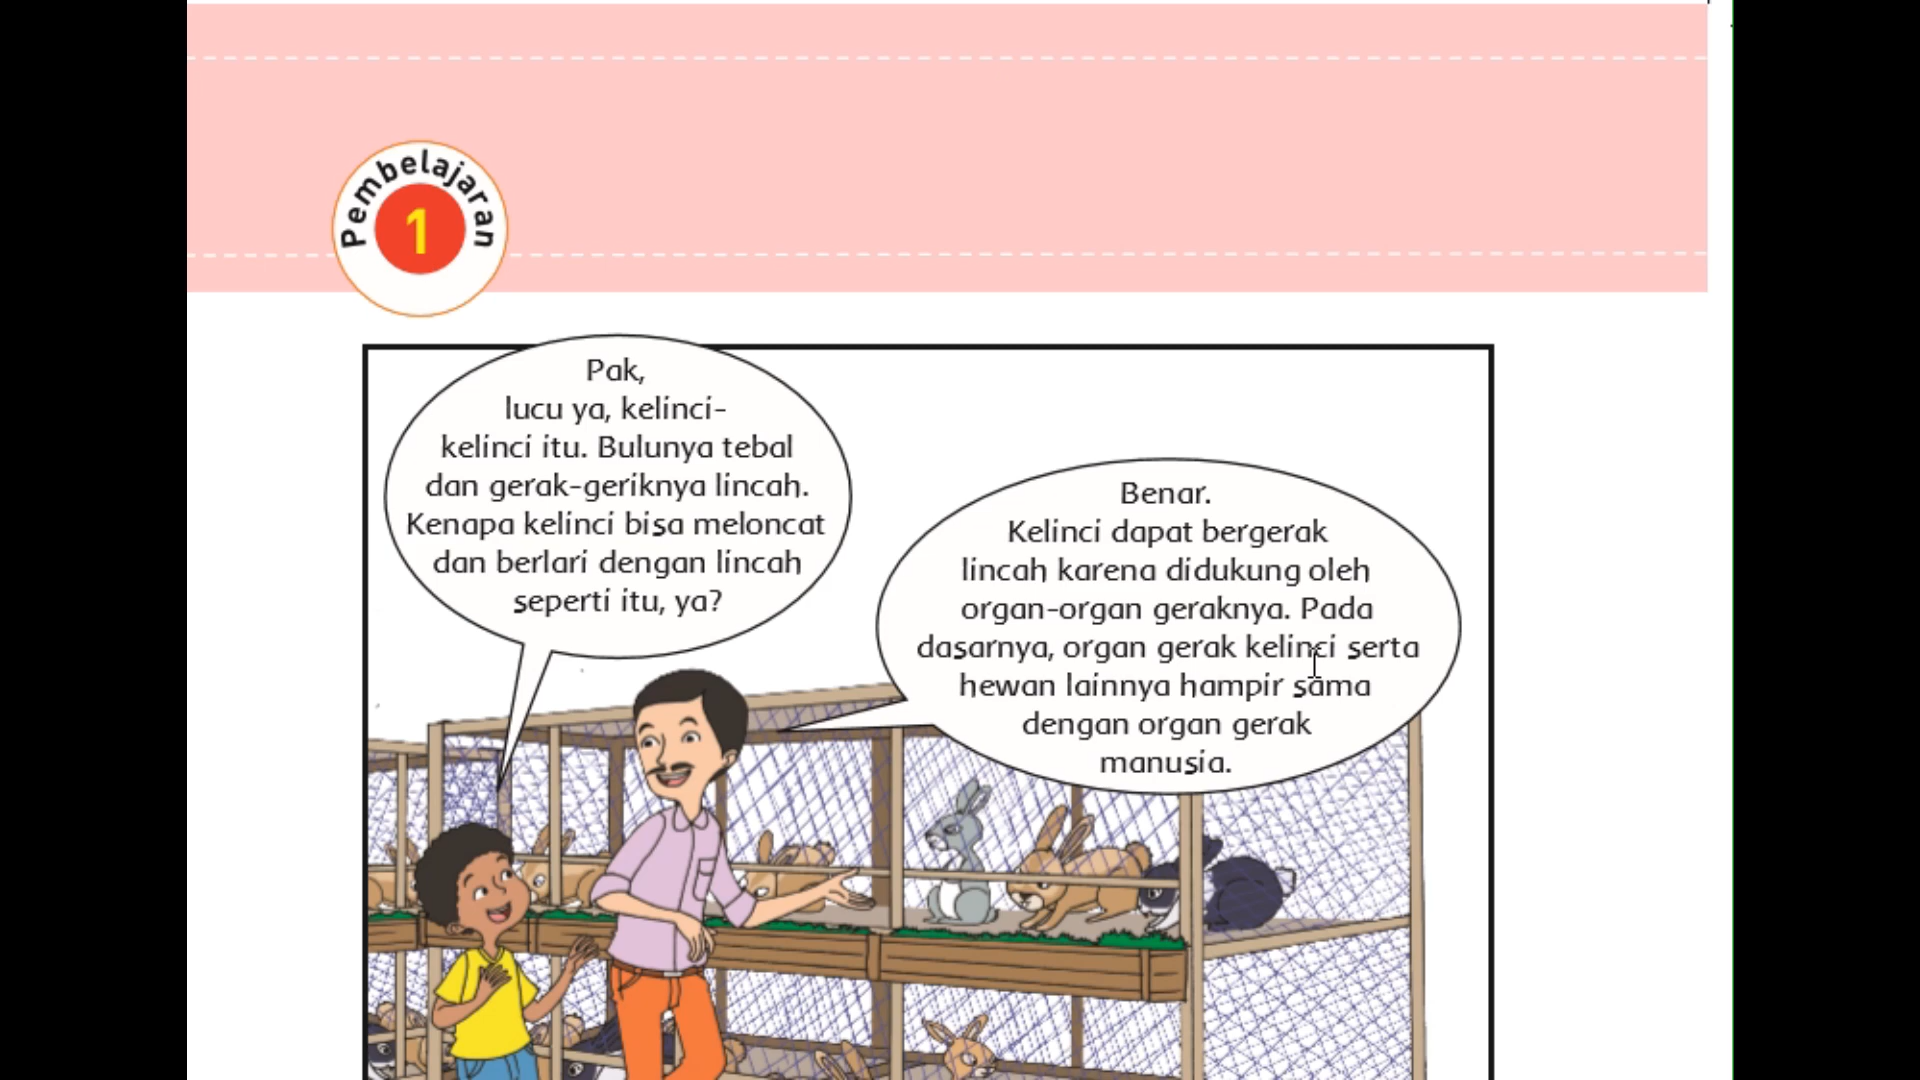 Pembelajaran
1
Pak,
lucu ya, kelinci-
kelinci itu. Bulunya tebal
dan gerak-geriknya lincah.
Kenapa kelinci bisa meloncat
dan berlari dengan lincah
seperti itu, ya?
Benar.
Kelinci dapat bergerak
lincah karena didukung oleh
organ-organ geraknya. Pada
dasarnya, organ gerak kelinci serta
hewan lainnya hampir sama
dengan organ gerak
manusia.